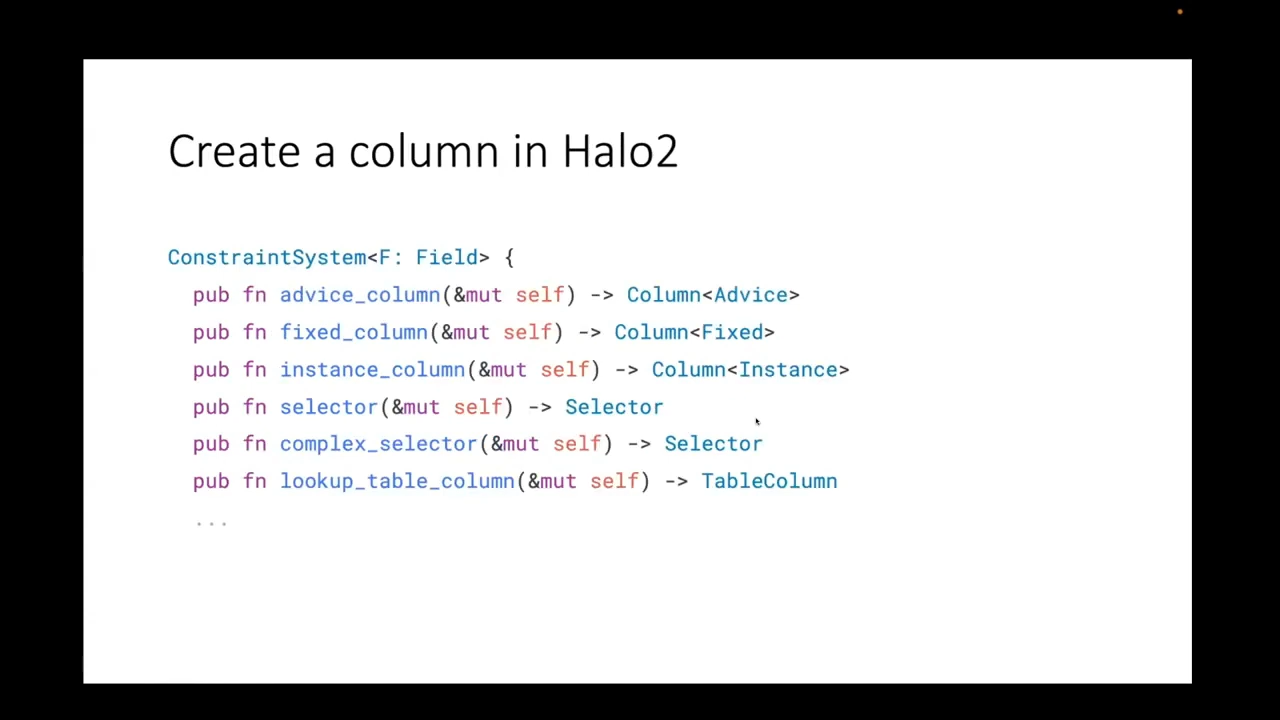 Create a column in Halo2
ConstraintSystem<F: Field> {
pub fn advice_column(&mut self) -> Column<Advice>
pub fn fixed_column(&mut self) -> Column<Fixed>
pub fn instance_column(&mut self) -> Column<Instance>
pub fn selector(&mut self) -> Selector
pub fn complex_selector(&mut self) -> Selector
pub fn lookup_table_column(&mut self) -> TableColumn
...